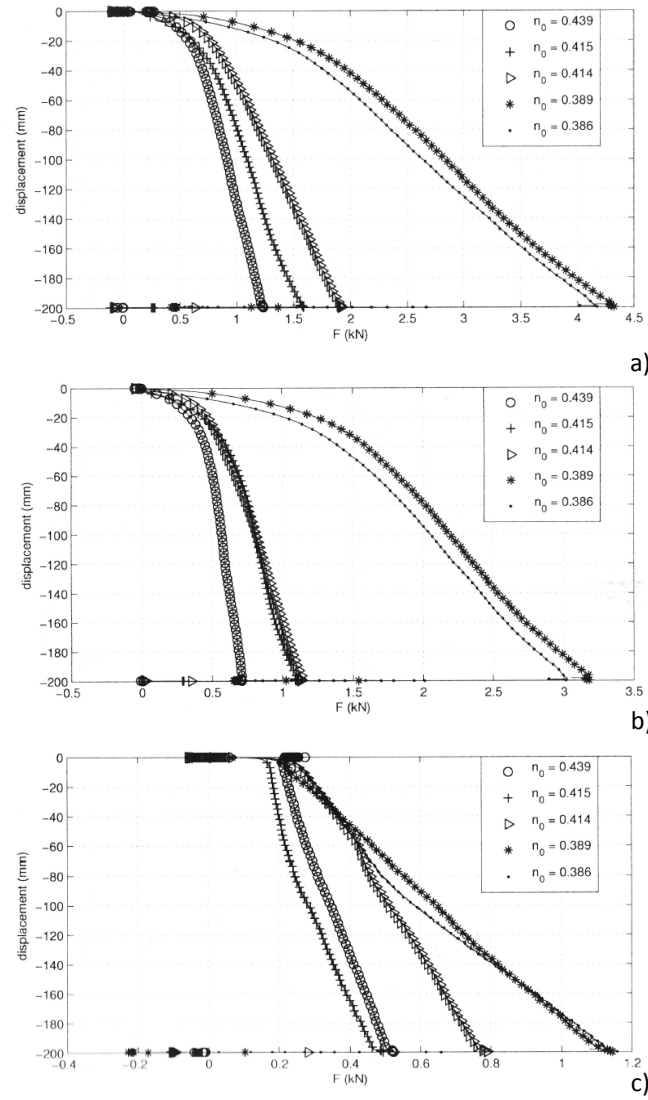 0
−20
−40
−60
−80
−100
−120
−140
−160
−180
−200
displacement (mm)
n0 = 0.439
n0 = 0.415
n0 = 0.414
n0 = 0.389
n0 = 0.386
−0.5 0 0.5 1 1.5 2 2.5 3 3.5 4 4.5
F (kN)
a)
0
−20
−40
−60
−80
−100
−120
−140
−160
−180
−200
displacement (mm)
n0 = 0.439
n0 = 0.415
n0 = 0.414
n0 = 0.389
n0 = 0.386
−0.5 0 0.5 1 1.5 2 2.5 3 3.5
F (kN)
b)
0
−20
−40
−60
−80
−100
−120
−140
−160
−180
−200
displacement (mm)
n0 = 0.439
n0 = 0.415
n0 = 0.414
n0 = 0.389
n0 = 0.386
−0.4 −0.2 0 0.2 0.4 0.6 0.8 1 1.2
F (kN)
c)